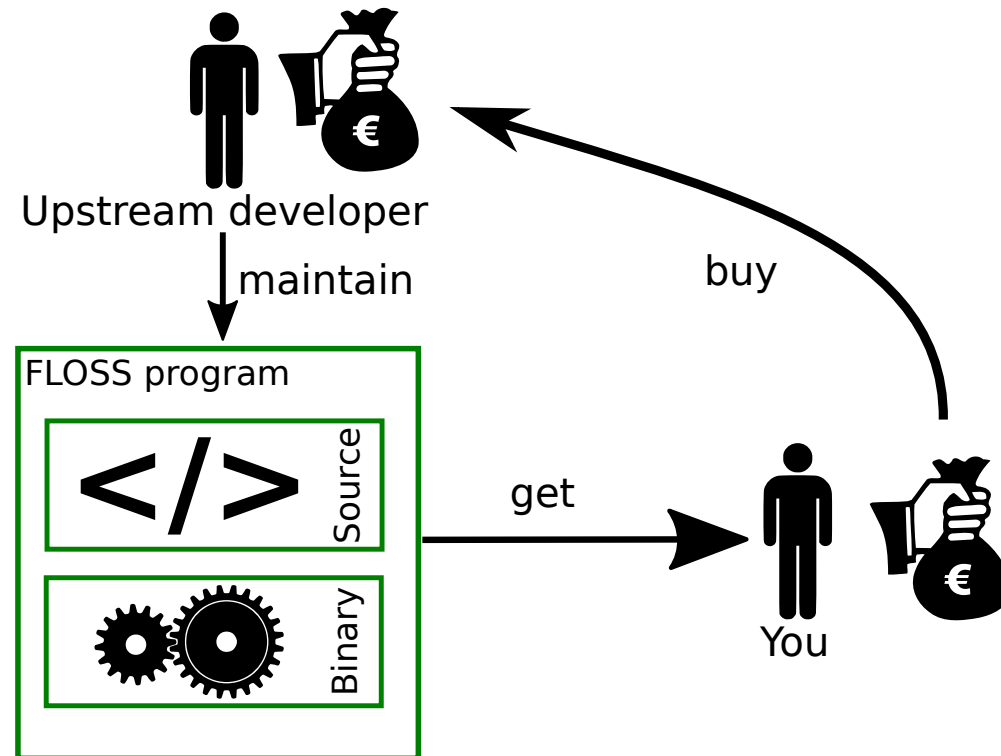 €
Upstream developer
maintain
buy
FLOSS program
</>
Source
get
Binary
€
You